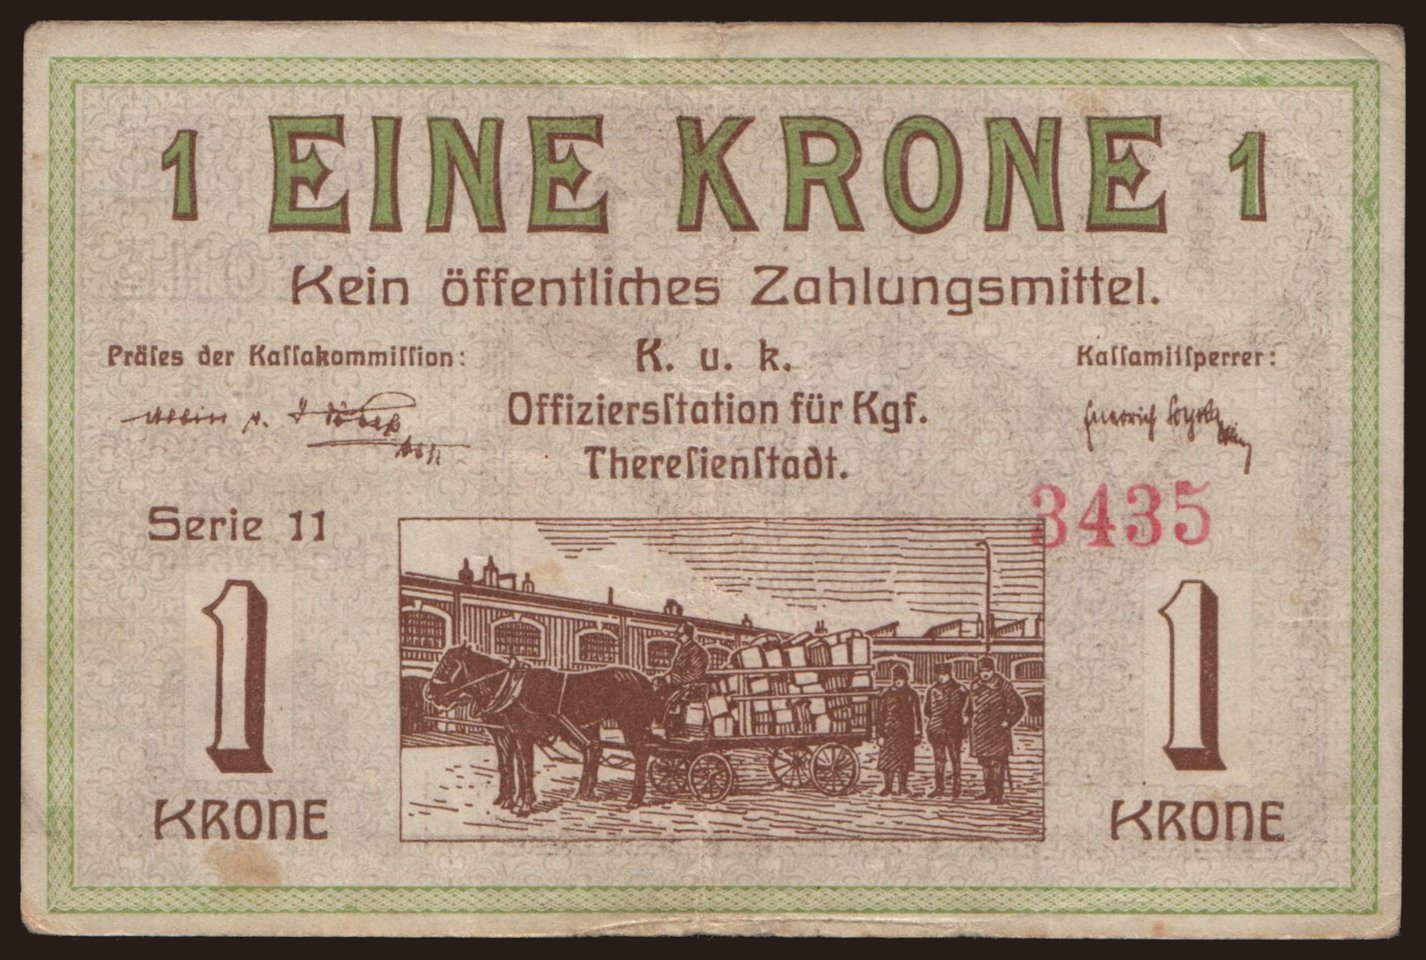 1 EINE KRONE 1
Kein öffentliches Zahlungsmittel.
Präſes der Kaſſakommiſſion:
K. u. k.
Kaſſamitſperrer:
Offiziersſtation für Kgf.
Thereſienſtadt.
Serie 11
3435
1
1
KRONE
KRONE